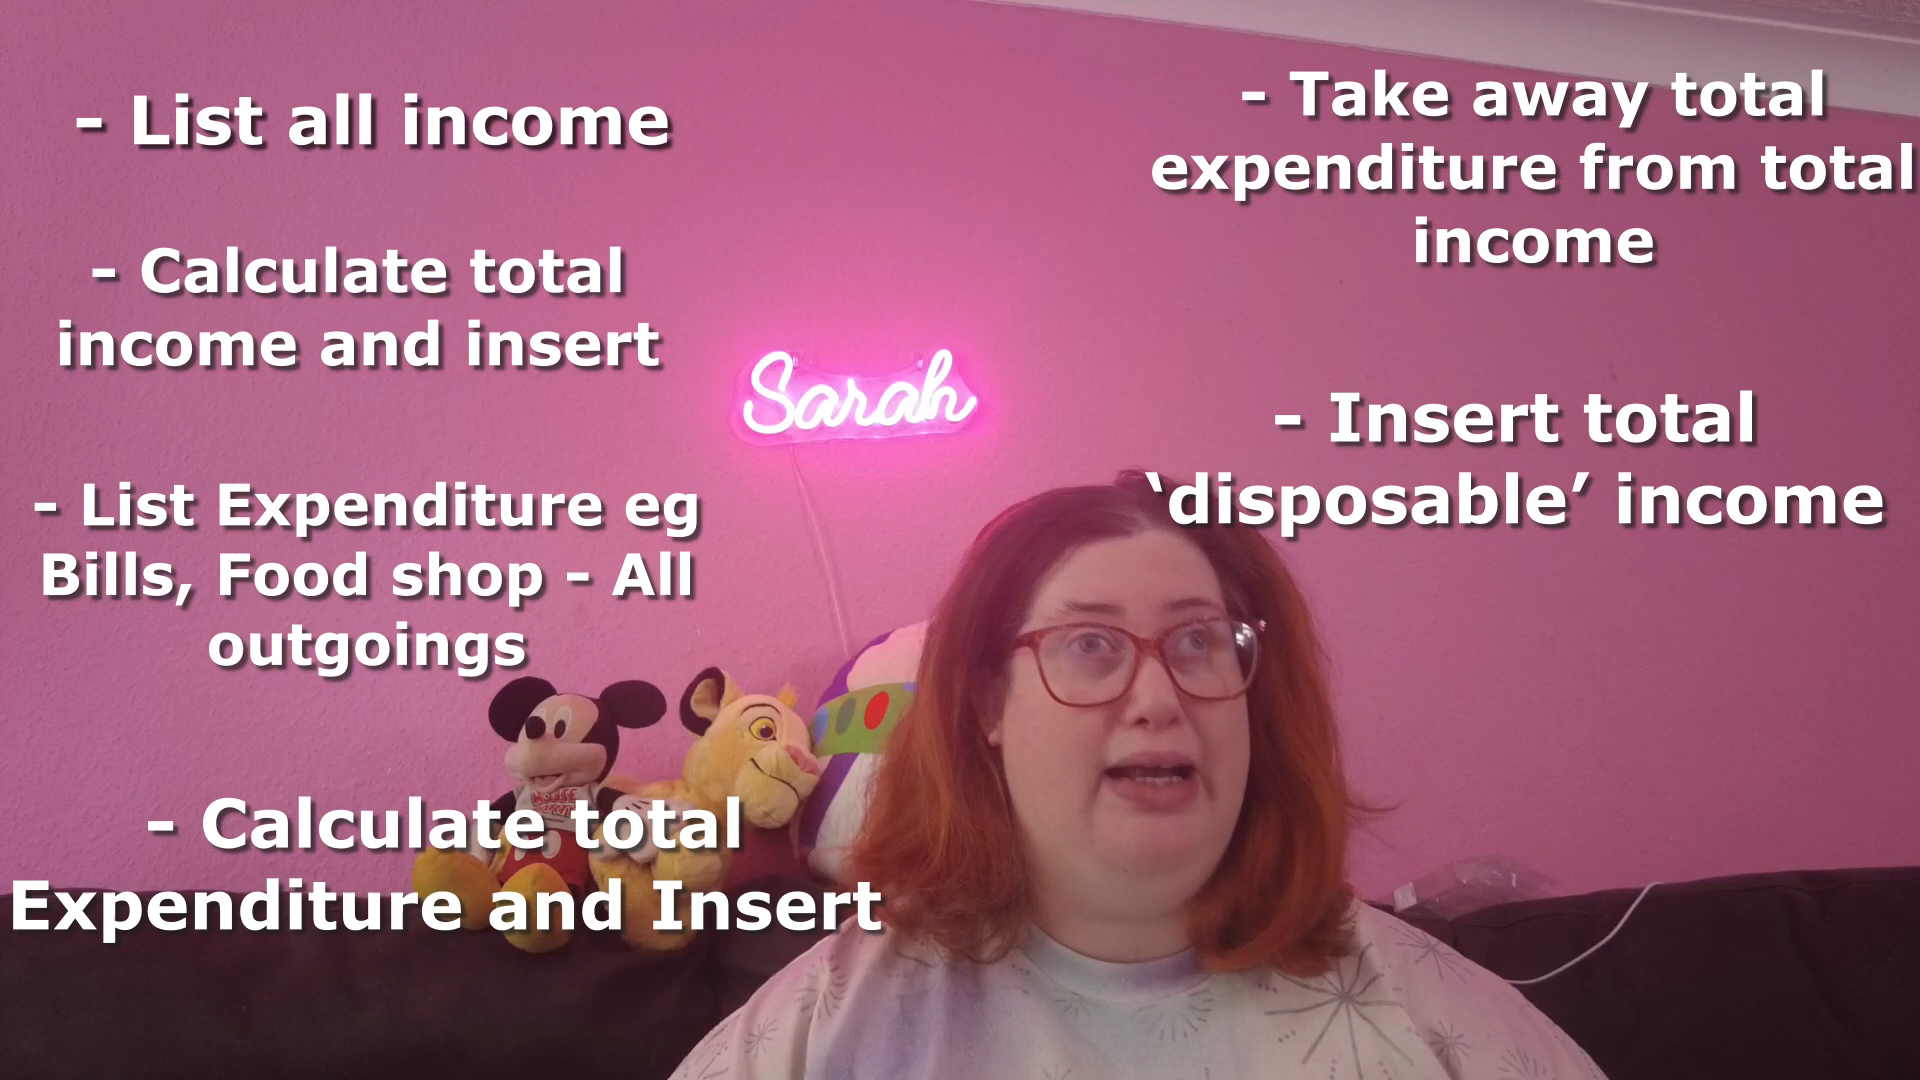 - List all income
- Calculate total
income and insert
- List Expenditure eg
Bills, Food shop - All
outgoings
- Calculate total
Expenditure and Insert
- Take away total
expenditure from total
income
- Insert total
‘disposable’ income
Sarah